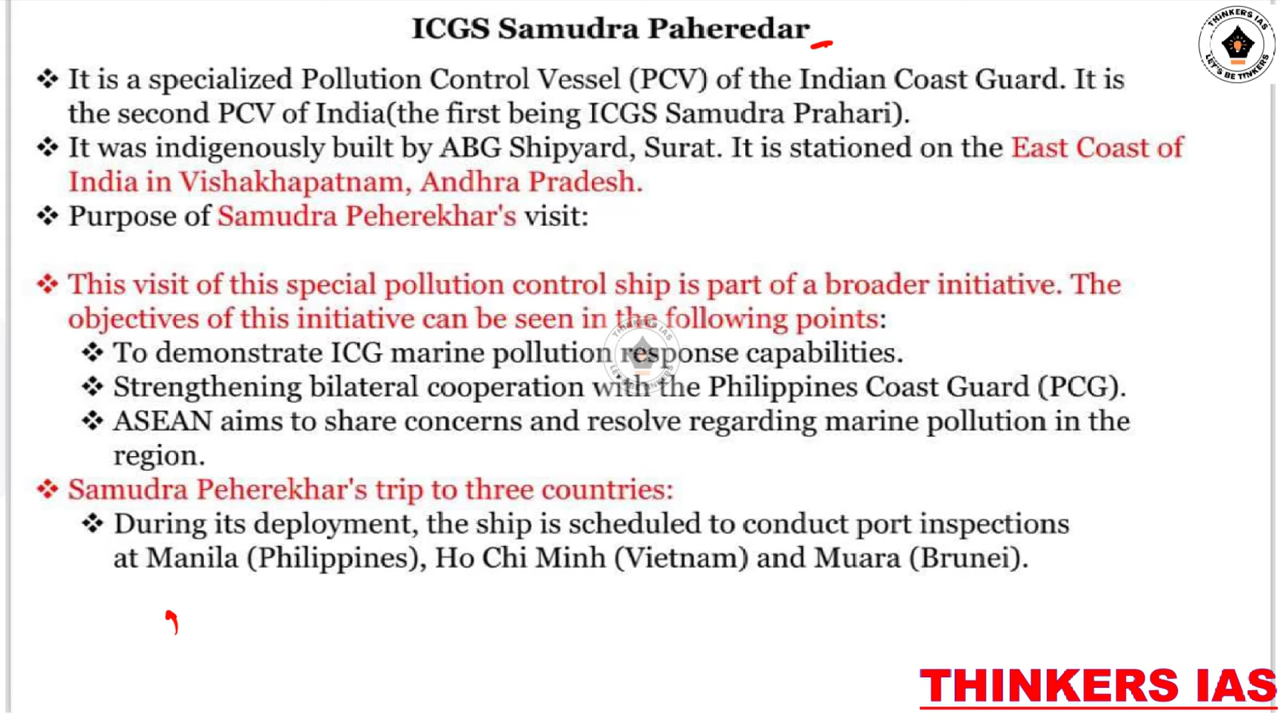 ICGS Samudra Paheredar
THINKERS IAS
LET'S BE TINKERS
❖ It is a specialized Pollution Control Vessel (PCV) of the Indian Coast Guard. It is
the second PCV of India(the first being ICGS Samudra Prahari).
❖ It was indigenously built by ABG Shipyard, Surat. It is stationed on the East Coast of
India in Vishakhapatnam, Andhra Pradesh.
❖ Purpose of Samudra Peherekhar's visit:
❖ This visit of this special pollution control ship is part of a broader initiative. The
objectives of this initiative can be seen in the following points:
❖ To demonstrate ICG marine pollution response capabilities.
❖ Strengthening bilateral cooperation with the Philippines Coast Guard (PCG).
❖ ASEAN aims to share concerns and resolve regarding marine pollution in the
region.
❖ Samudra Peherekhar's trip to three countries:
❖ During its deployment, the ship is scheduled to conduct port inspections
at Manila (Philippines), Ho Chi Minh (Vietnam) and Muara (Brunei).
THINKERS IAS